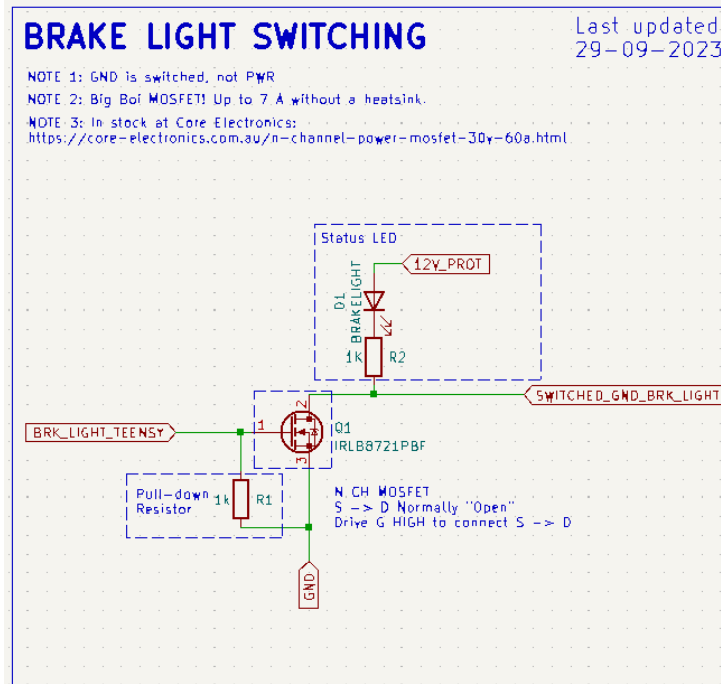 BRAKE LIGHT SWITCHING
Last updated
29-09-2023
NOTE 1: GND is switched, not PWR
NOTE 2: Big Boi MOSFET! Up to 7 A without a heatsink.
NOTE 3: In stock at Core Electronics:
https://core-electronics.com.au/n-channel-power-mosfet-30v-60a.html
Status LED
12V_PROT
D1
BRAKELIGHT
1K
R2
SWITCHED_GND_BRK_LIGHT
2
1
Q1
BRK_LIGHT_TEENSY
IRLB8721PBF
3
Pull-down
Resistor
1k
R1
N CH MOSFET
S -> D Normally "Open"
Drive G HIGH to connect S -> D
GND